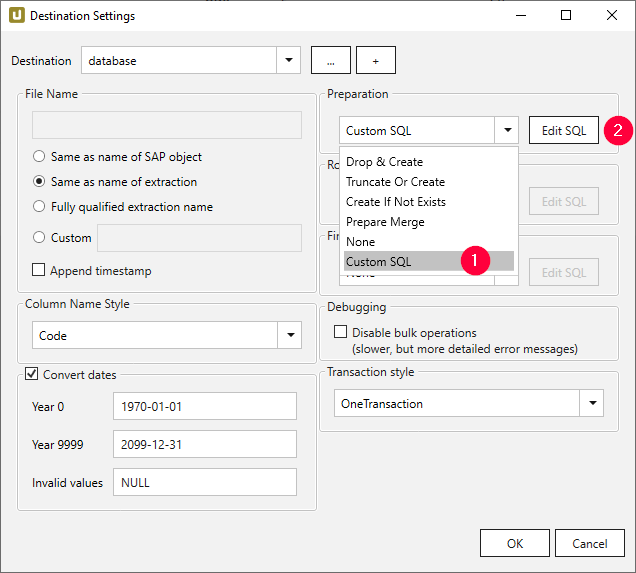 Destination Settings
Destination
database
...
+
File Name
Same as name of SAP object
Same as name of extraction
Fully qualified extraction name
Custom
Append timestamp
Column Name Style
Code
Convert dates
Year 0
1970-01-01
Year 9999
2099-12-31
Invalid values
NULL
Preparation
Custom SQL
Edit SQL
2
Drop & Create
Truncate Or Create
Create If Not Exists
Prepare Merge
None
Custom SQL
1
Edit SQL
Edit SQL
Debugging
Disable bulk operations
(slower, but more detailed error messages)
Transaction style
OneTransaction
OK
Cancel